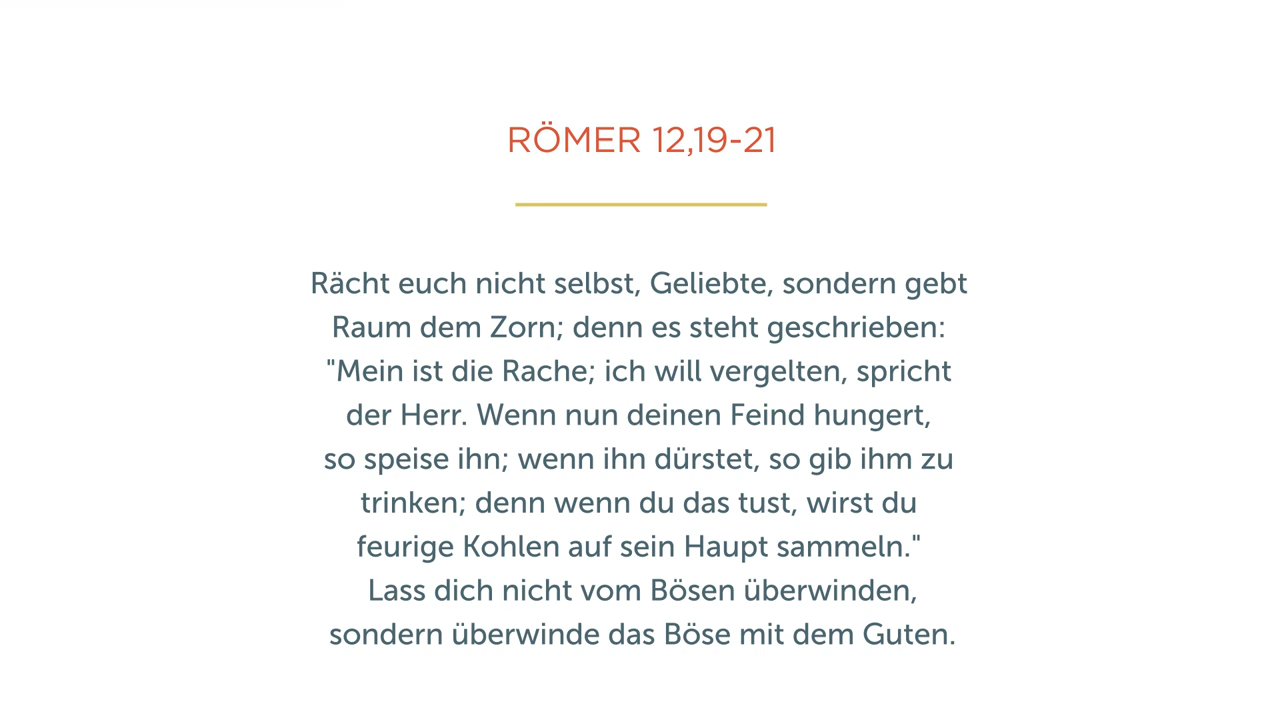 RÖMER 12,19-21
Rächt euch nicht selbst, Geliebte, sondern gebt
Raum dem Zorn; denn es steht geschrieben:
"Mein ist die Rache; ich will vergelten, spricht
der Herr. Wenn nun deinen Feind hungert,
so speise ihn; wenn ihn dürstet, so gib ihm zu
trinken; denn wenn du das tust, wirst du
feurige Kohlen auf sein Haupt sammeln."
Lass dich nicht vom Bösen überwinden,
sondern überwinde das Böse mit dem Guten.